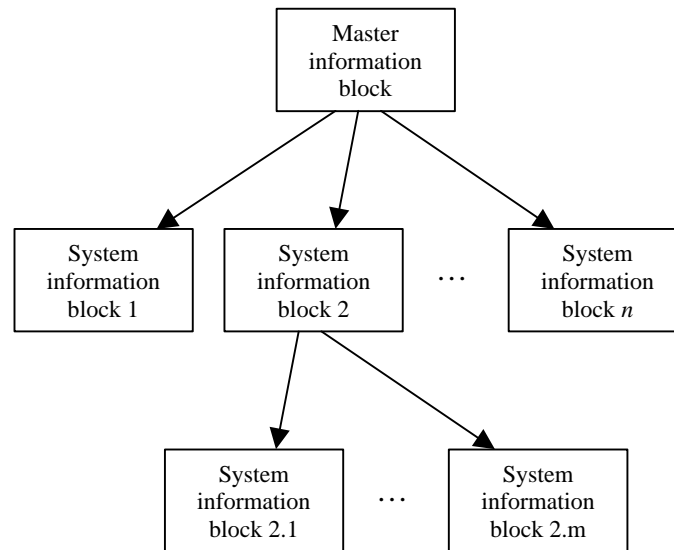 Master
information
block
System
information
block 1
System
information
block 2
…
System
information
block n
System
information
block 2.1
…
System
information
block 2.m